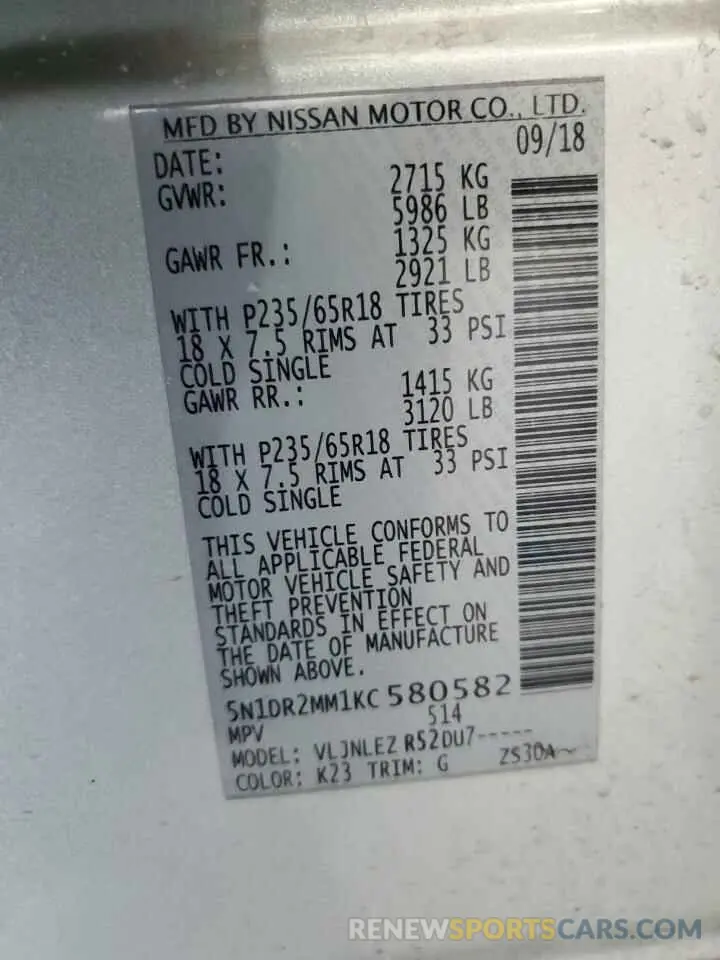 MFD BY NISSAN MOTOR CO., LTD.
DATE: 09/18
GVWR: 2715 KG
5986 LB
GAWR FR.: 1325 KG
2921 LB
WITH P235/65R18 TIRES
18 X 7.5 RIMS AT 33 PSI
COLD SINGLE
GAWR RR.: 1415 KG
3120 LB
WITH P235/65R18 TIRES
18 X 7.5 RIMS AT 33 PSI
COLD SINGLE
THIS VEHICLE CONFORMS TO
ALL APPLICABLE FEDERAL
MOTOR VEHICLE SAFETY AND
THEFT PREVENTION
STANDARDS IN EFFECT ON
THE DATE OF MANUFACTURE
SHOWN ABOVE.
5N1DR2MM1KC580582
MPV 514
MODEL: VLJNLEZ RS2DU7-----
COLOR: K23 TRIM: G ZS30A~
RENEWSPORTSCARS.COM